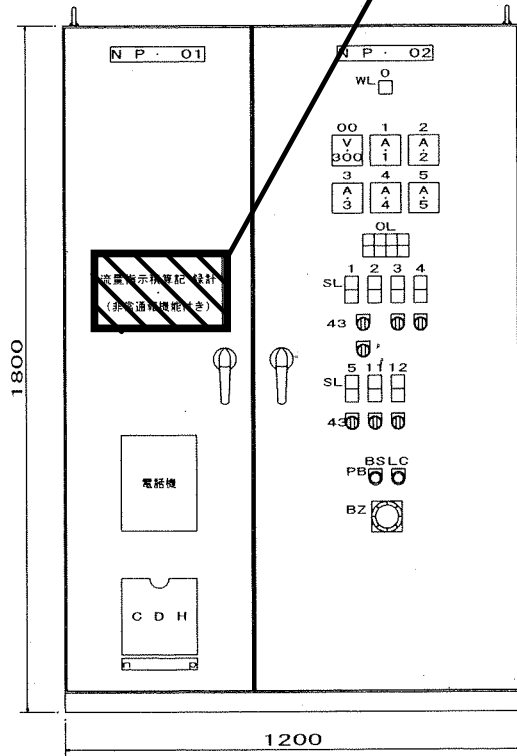 N P · 01
N P · 02
WL 0
00 1 2
V · 300 A · 1 A · 2
3 4 5
A · 3 A · 4 A · 5
OL
1 2 3 4
SL
43
流量指示積算記録計
(非常通報機能付き)
5 11 12
SL
43
BS LC
PB
BZ
電話機
C D H
n p
1800
1200